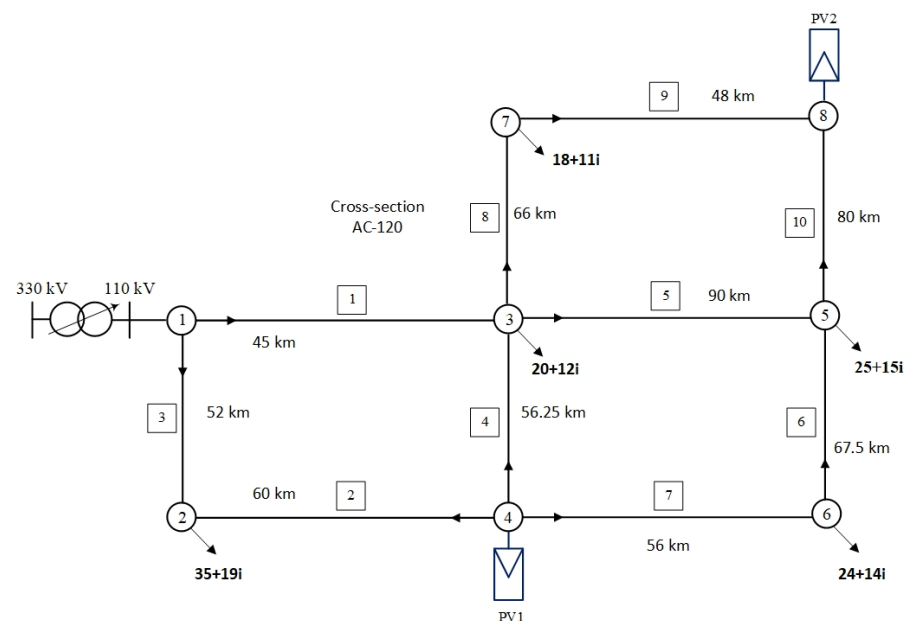 PV2
9
48 km
7
8
18+11i
Cross-section
AC-120
8
66 km
10
80 km
330 kV
110 kV
1
5
90 km
1
3
5
45 km
20+12i
25+15i
3
52 km
4
56.25 km
6
67.5 km
60 km
2
7
2
4
6
56 km
35+19i
24+14i
PV1